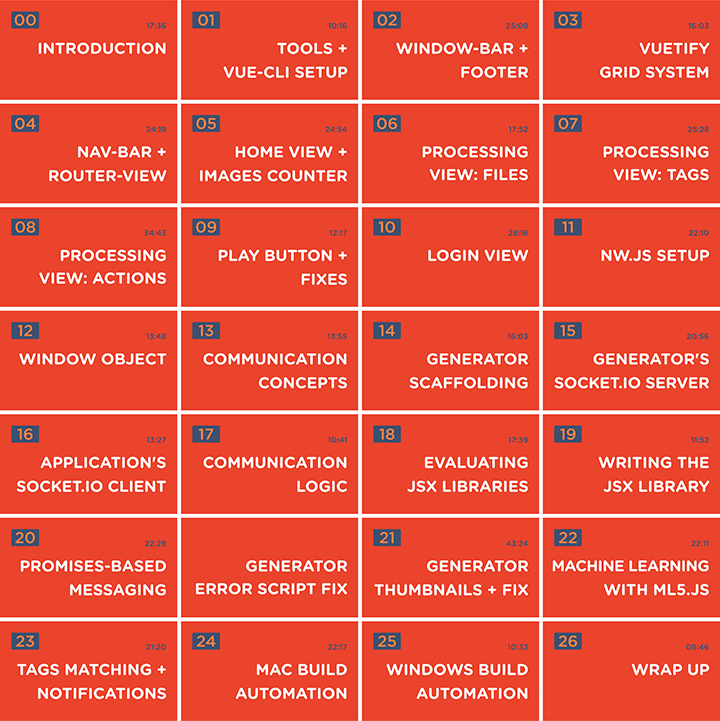 00 17:36
INTRODUCTION
01 10:16
TOOLS +
VUE-CLI SETUP
02 25:08
WINDOW-BAR +
FOOTER
03 16:03
VUETIFY
GRID SYSTEM
04 24:19
NAV-BAR +
ROUTER-VIEW
05 24:54
HOME VIEW +
IMAGES COUNTER
06 17:52
PROCESSING
VIEW: FILES
07 25:28
PROCESSING
VIEW: TAGS
08 34:43
PROCESSING
VIEW: ACTIONS
09 12:17
PLAY BUTTON +
FIXES
10 28:16
LOGIN VIEW
11 22:10
NW.JS SETUP
12 13:48
WINDOW OBJECT
13 13:55
COMMUNICATION
CONCEPTS
14 16:03
GENERATOR
SCAFFOLDING
15 20:56
GENERATOR'S
SOCKET.IO SERVER
16 13:27
APPLICATION'S
SOCKET.IO CLIENT
17 10:41
COMMUNICATION
LOGIC
18 17:39
EVALUATING
JSX LIBRARIES
19 11:52
WRITING THE
JSX LIBRARY
20 22:29
PROMISES-BASED
MESSAGING
GENERATOR
ERROR SCRIPT FIX
21 43:24
GENERATOR
THUMBNAILS + FIX
22 22:11
MACHINE LEARNING
WITH ML5.JS
23 21:20
TAGS MATCHING +
NOTIFICATIONS
24 32:17
MAC BUILD
AUTOMATION
25 10:33
WINDOWS BUILD
AUTOMATION
26 08:46
WRAP UP